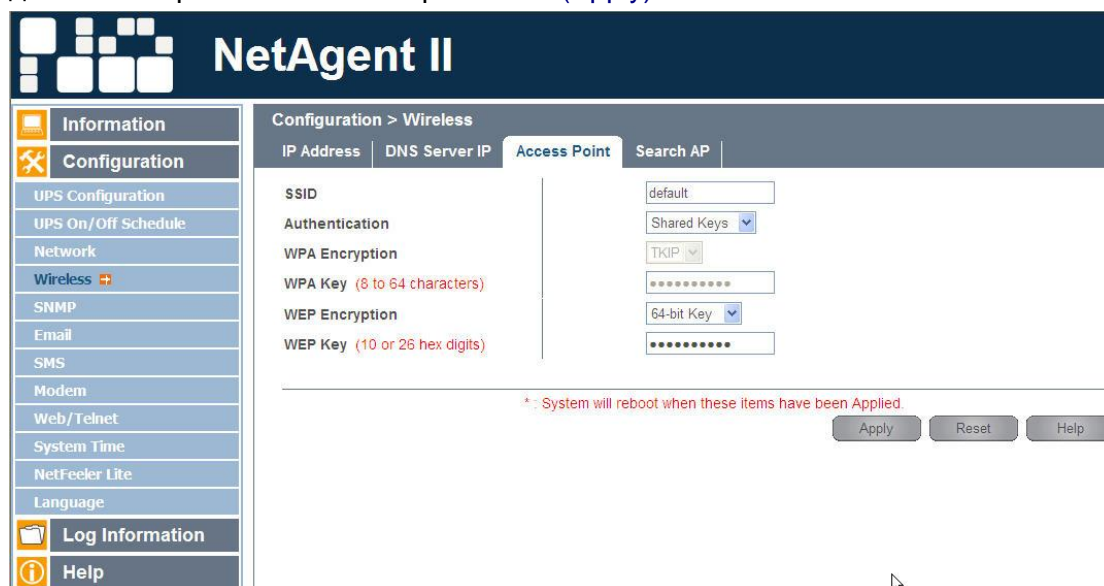 (Apply)
NetAgent II
Information
Configuration
UPS Configuration
UPS On/Off Schedule
Network
Wireless
SNMP
Email
SMS
Modem
Web/Telnet
System Time
NetFeeler Lite
Language
Log Information
Help
Configuration > Wireless
IP Address DNS Server IP Access Point Search AP
SSID default
Authentication Shared Keys
WPA Encryption TKIP
WPA Key (8 to 64 characters) ••••••••••
WEP Encryption 64-bit Key
WEP Key (10 or 26 hex digits) ••••••••••
* : System will reboot when these items have been Applied.
Apply Reset Help